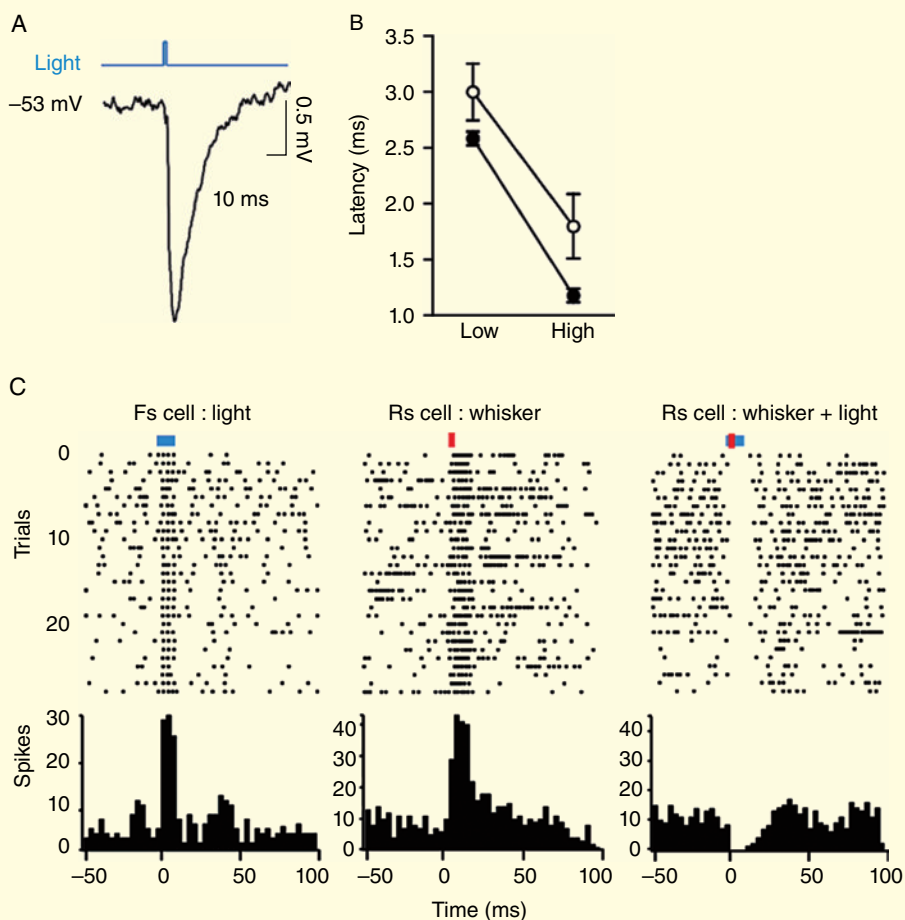 A
Light
–53 mV
0.5 mV
10 ms
B
3.5
3.0
2.5
2.0
1.5
1.0
Latency (ms)
Low High
C
Fs cell : light
Rs cell : whisker
Rs cell : whisker + light
0
10
20
Trials
30
20
10
0
Spikes
40
30
20
10
0
40
30
20
10
0
–50 0 50 100
–50 0 50 100
–50 0 50 100
Time (ms)